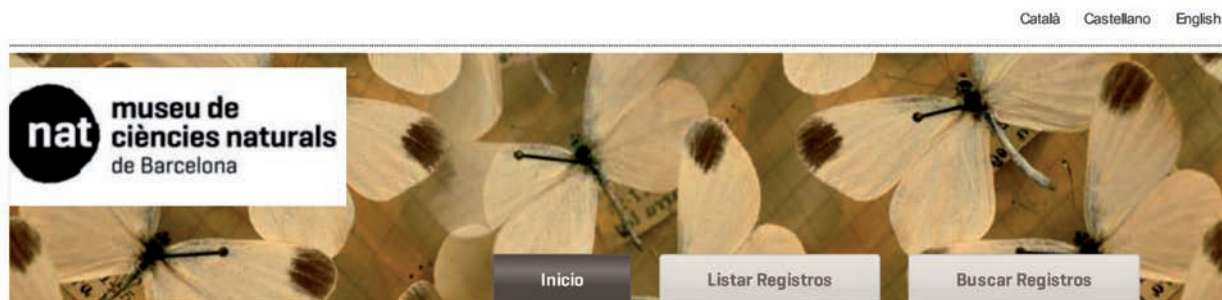 Català Castellano English
nat
museu de
ciències naturals
de Barcelona
Inicio Listar Registros Buscar Registros